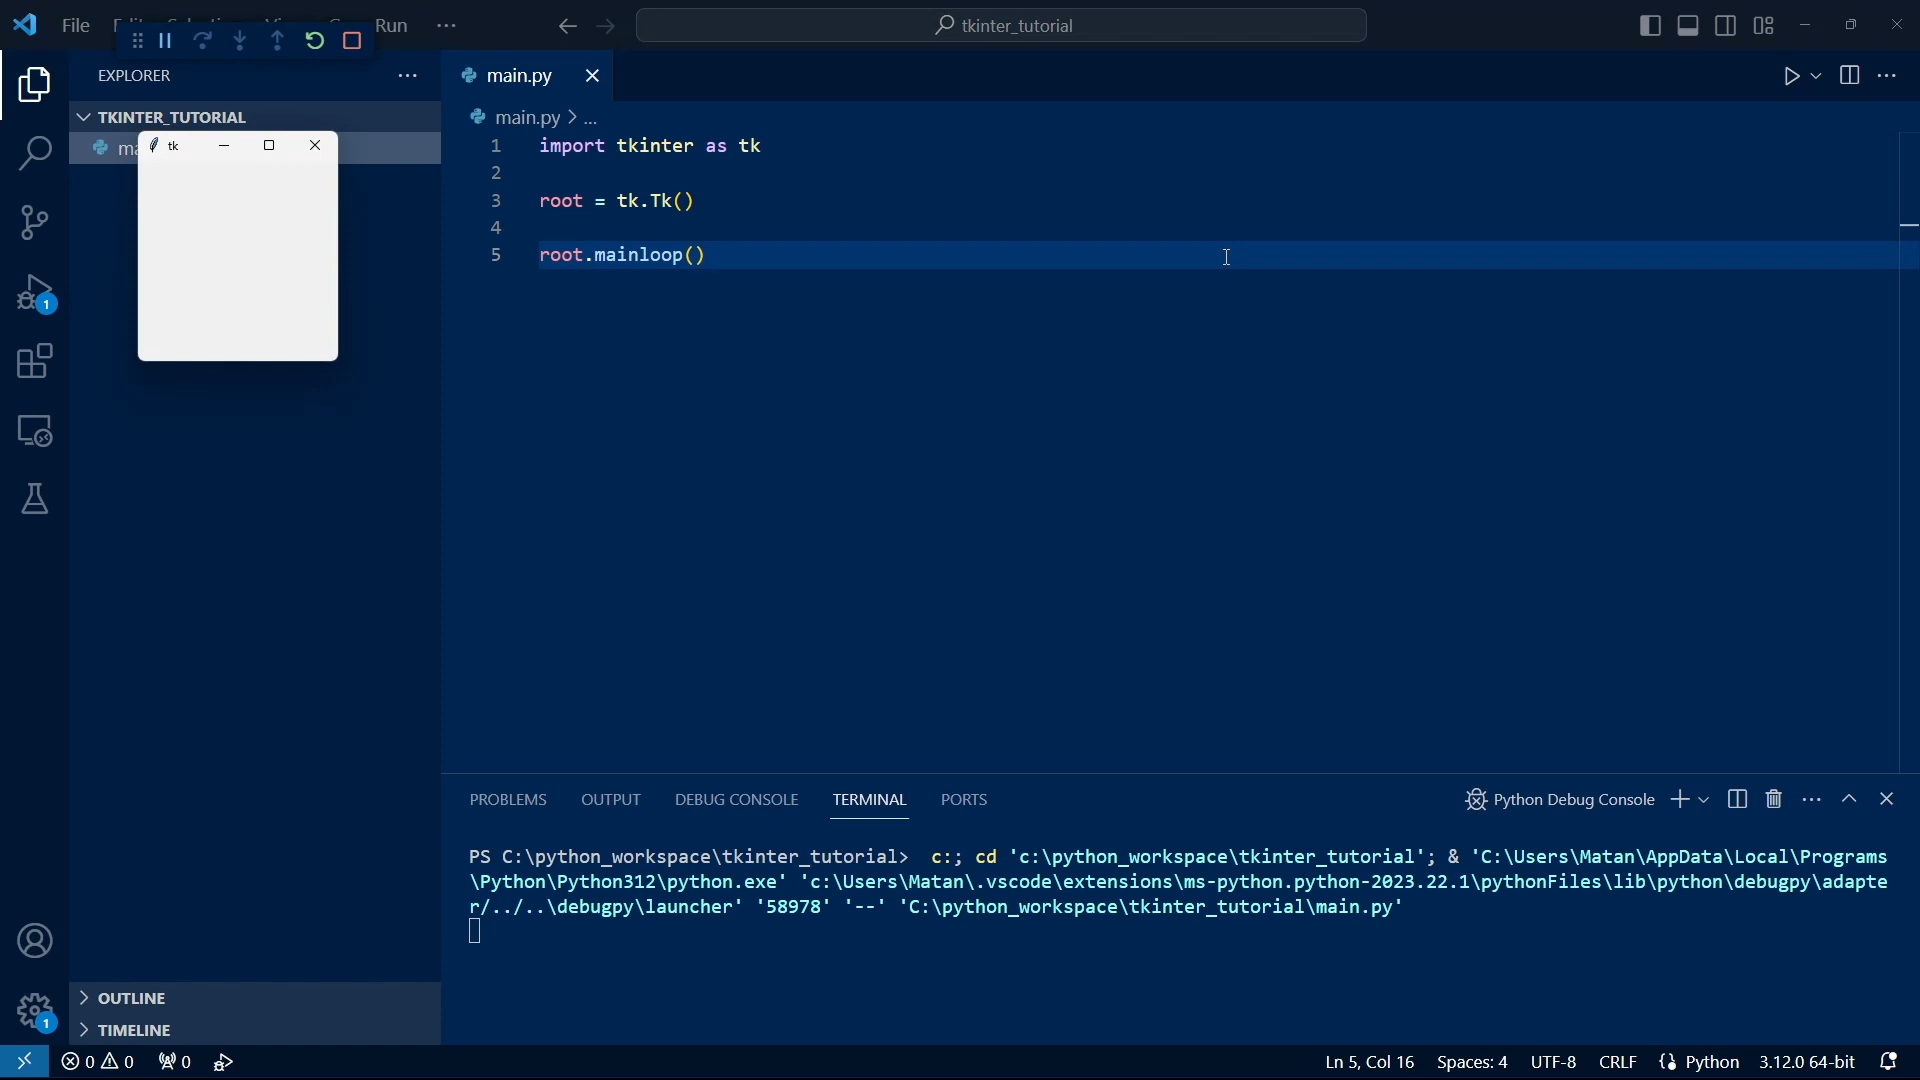 File
Run
tkinter_tutorial
EXPLORER
TKINTER_TUTORIAL
tk
main.py
main.py > ...
1 import tkinter as tk
2
3 root = tk.Tk()
4
5 root.mainloop()
1
PROBLEMS OUTPUT DEBUG CONSOLE TERMINAL PORTS
Python Debug Console
PS C:\python_workspace\tkinter_tutorial> c:; cd 'c:\python_workspace\tkinter_tutorial'; & 'C:\Users\Matan\AppData\Local\Programs
\Python\Python312\python.exe' 'c:\Users\Matan\.vscode\extensions\ms-python.python-2023.22.1\pythonFiles\lib\python\debugpy\adapte
r/../..\debugpy\launcher' '58978' '--' 'C:\python_workspace\tkinter_tutorial\main.py'
OUTLINE
TIMELINE
1
0 0 0
Ln 5, Col 16 Spaces: 4 UTF-8 CRLF Python 3.12.0 64-bit